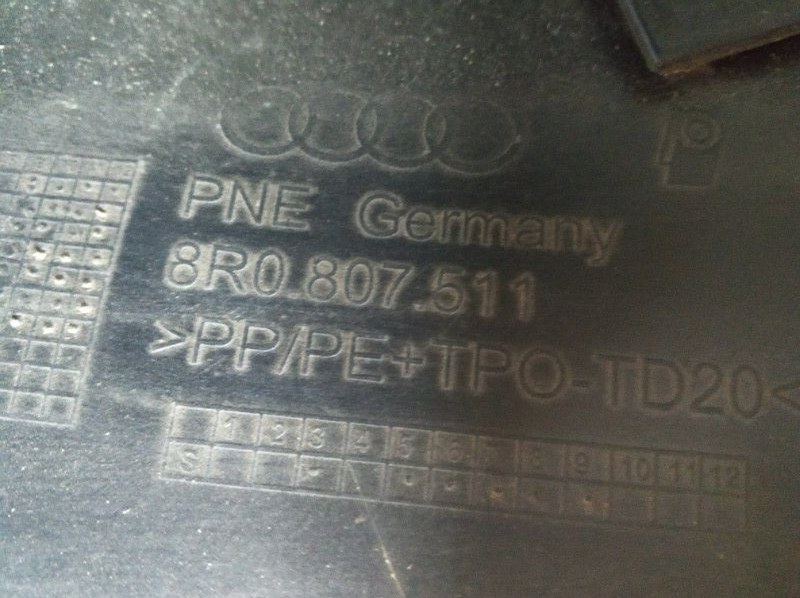 PNE Germany
8R0.807.511
>PP/PE+TPO-TD20<
1 2 3 4 5 6 7 8 9 10 11 12
S